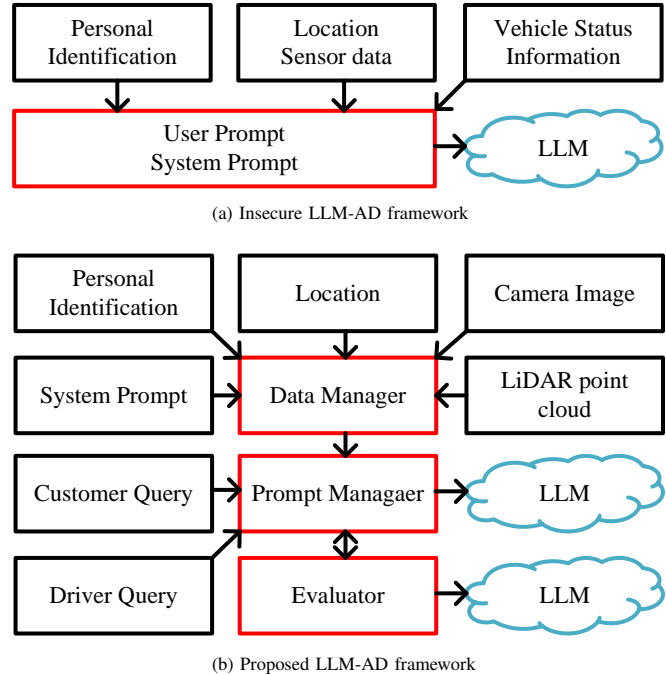 Personal
Identification
Location
Sensor data
Vehicle Status
Information
User Prompt
System Prompt
LLM
(a) Insecure LLM-AD framework
Personal
Identification
Location
Camera Image
System Prompt
Data Manager
LiDAR point
cloud
Customer Query
Prompt Managaer
LLM
Driver Query
Evaluator
LLM
(b) Proposed LLM-AD framework